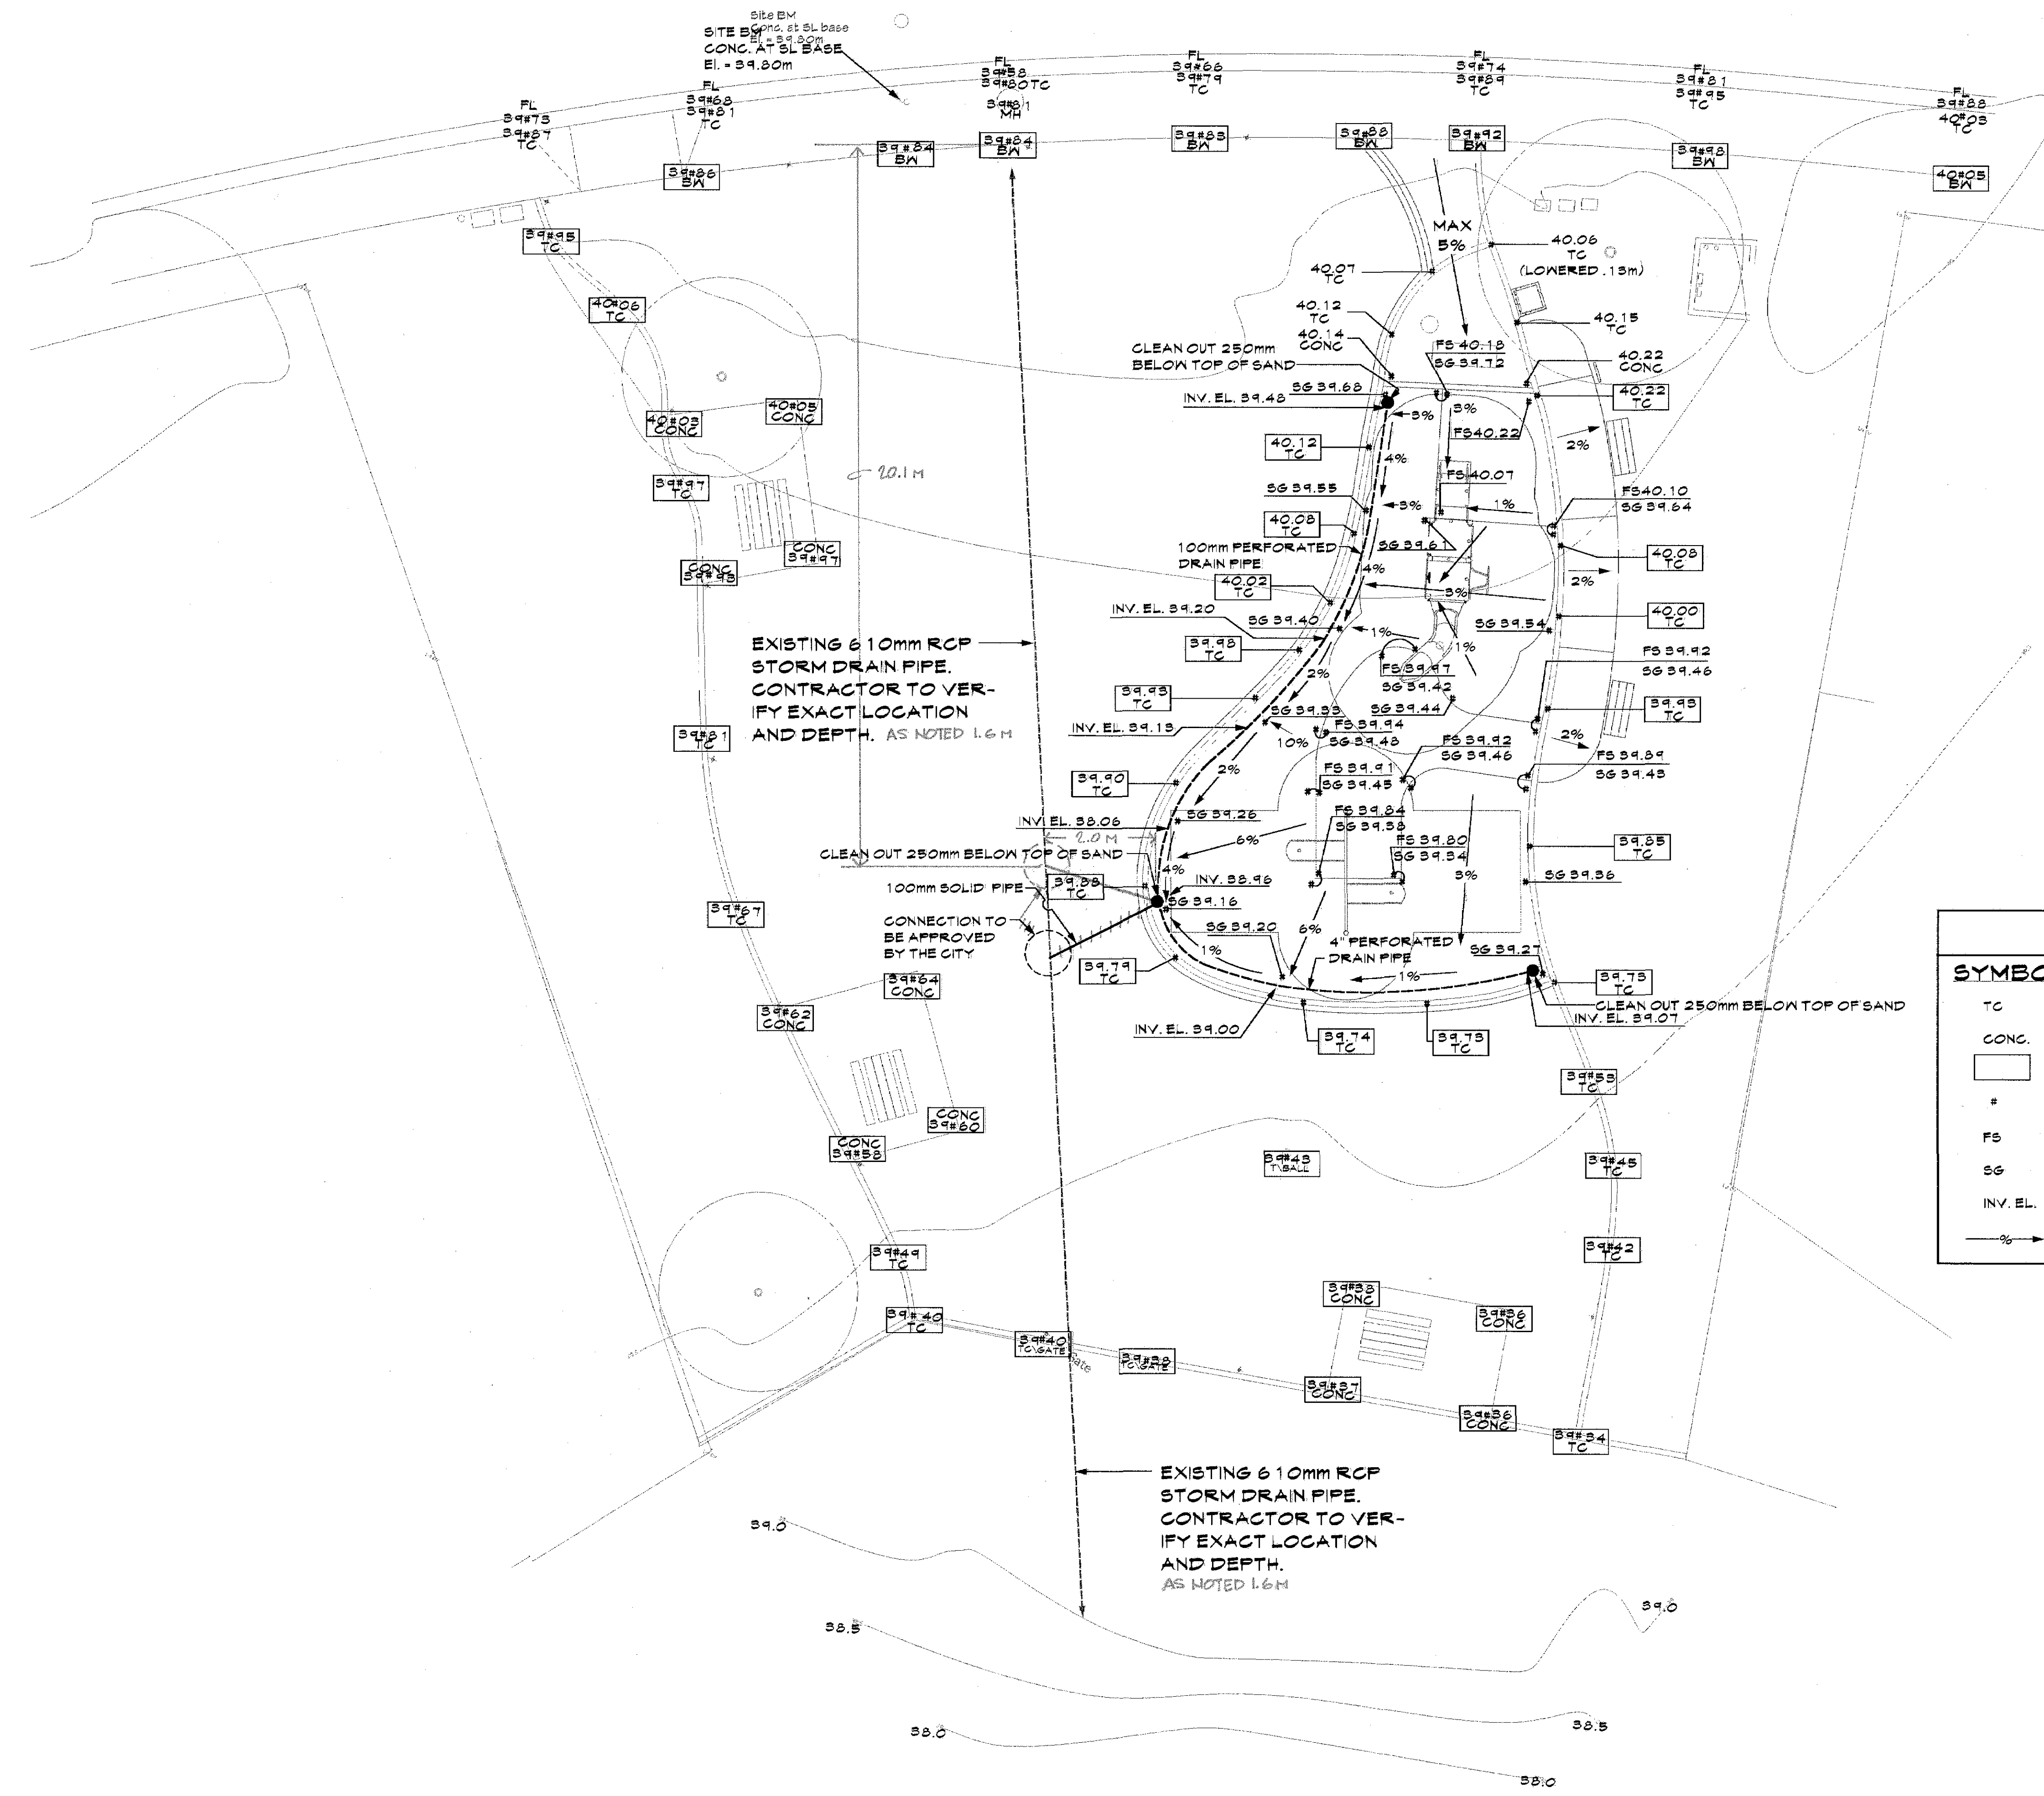 Site BM
Conc. at SL base
El. = 39.80m
SITE BM
CONC. AT SL BASE
El. = 39.80m
FL
39#73
39#87
TC
FL
39#68
39#81
TC
FL
39#58
39#80 TC
39#81
MH
FL
39#66
39#79
TC
FL
39#74
39#89
TC
FL
39#81
39#95
TC
FL
39#88
40#03
TC
39#86
BW
39#84
BW
39#84
BW
39#83
BW
39#88
BW
39#92
BW
39#98
BW
40#05
BW
39#95
TC
40#06
TC
40#03
CONC
40#05
CONC
39#97
TC
CONC
39#97
CONC
39#93
39#81
TC
39#67
TC
39#64
CONC
39#62
CONC
CONC
39#60
CONC
39#58
39#49
TC
39#40
TC
39#40
TC\GATE
Gate
39#38
TC\GATE
20.1 M
MAX
5%
40.06
TC
(LOWERED .13m)
40.07
TC
40.12
TC
40.14
CONC
40.15
TC
CLEAN OUT 250mm
BELOW TOP OF SAND
FS 40.18
SG 39.72
40.22
CONC
40.22
TC
SG 39.68
INV. EL. 39.48
3%
3%
FS40.22
2%
40.12
TC
4%
FS40.07
SG 39.55
3%
1%
FS40.10
SG 39.64
40.08
TC
SG 39.61
100mm PERFORATED
DRAIN PIPE
4%
40.08
TC
2%
40.02
TC
3%
INV. EL. 39.20
SG 39.40
1%
SG 39.54
40.00
TC
39.98
TC
1%
FS 39.92
SG 39.46
EXISTING 610mm RCP
STORM DRAIN PIPE.
CONTRACTOR TO VER-
IFY EXACT LOCATION
AND DEPTH. AS NOTED 1.6 M
2%
FS 39.97
SG 39.42
39.93
TC
SG 39.33
SG 39.44
39.93
TC
INV. EL. 39.13
FS 39.94
SG 39.48
10%
FS 39.92
SG 39.46
2%
FS 39.89
SG 39.43
39.90
TC
2%
FS 39.91
SG 39.45
INV. EL. 38.06
SG 39.26
FS 39.84
SG 39.38
2.0 M
6%
FS 39.80
SG 39.34
39.85
TC
CLEAN OUT 250mm BELOW TOP OF SAND
4%
3%
SG 39.36
100mm SOLID PIPE
39.88
TC
INV. 38.96
SG 39.16
CONNECTION TO
BE APPROVED
BY THE CITY
SG 39.20
6%
1%
4" PERFORATED
DRAIN PIPE
SG 39.27
39.79
TC
1%
39.73
TC
CLEAN OUT 250mm BELOW TOP OF SAND
INV. EL. 39.07
INV. EL. 39.00
39.74
TC
39.73
TC
39#53
TC
39#43
T\BALL
39#45
TC
39#42
TC
39#38
CONC
39#36
CONC
39#37
CONC
39#36
CONC
39#34
TC
EXISTING 610mm RCP
STORM DRAIN PIPE.
CONTRACTOR TO VER-
IFY EXACT LOCATION
AND DEPTH.
AS NOTED 1.6 M
39.0
39.0
38.5
38.5
38.0
38.0
SYMBO
TC
CONC.
#
FS
SG
INV. EL.
%